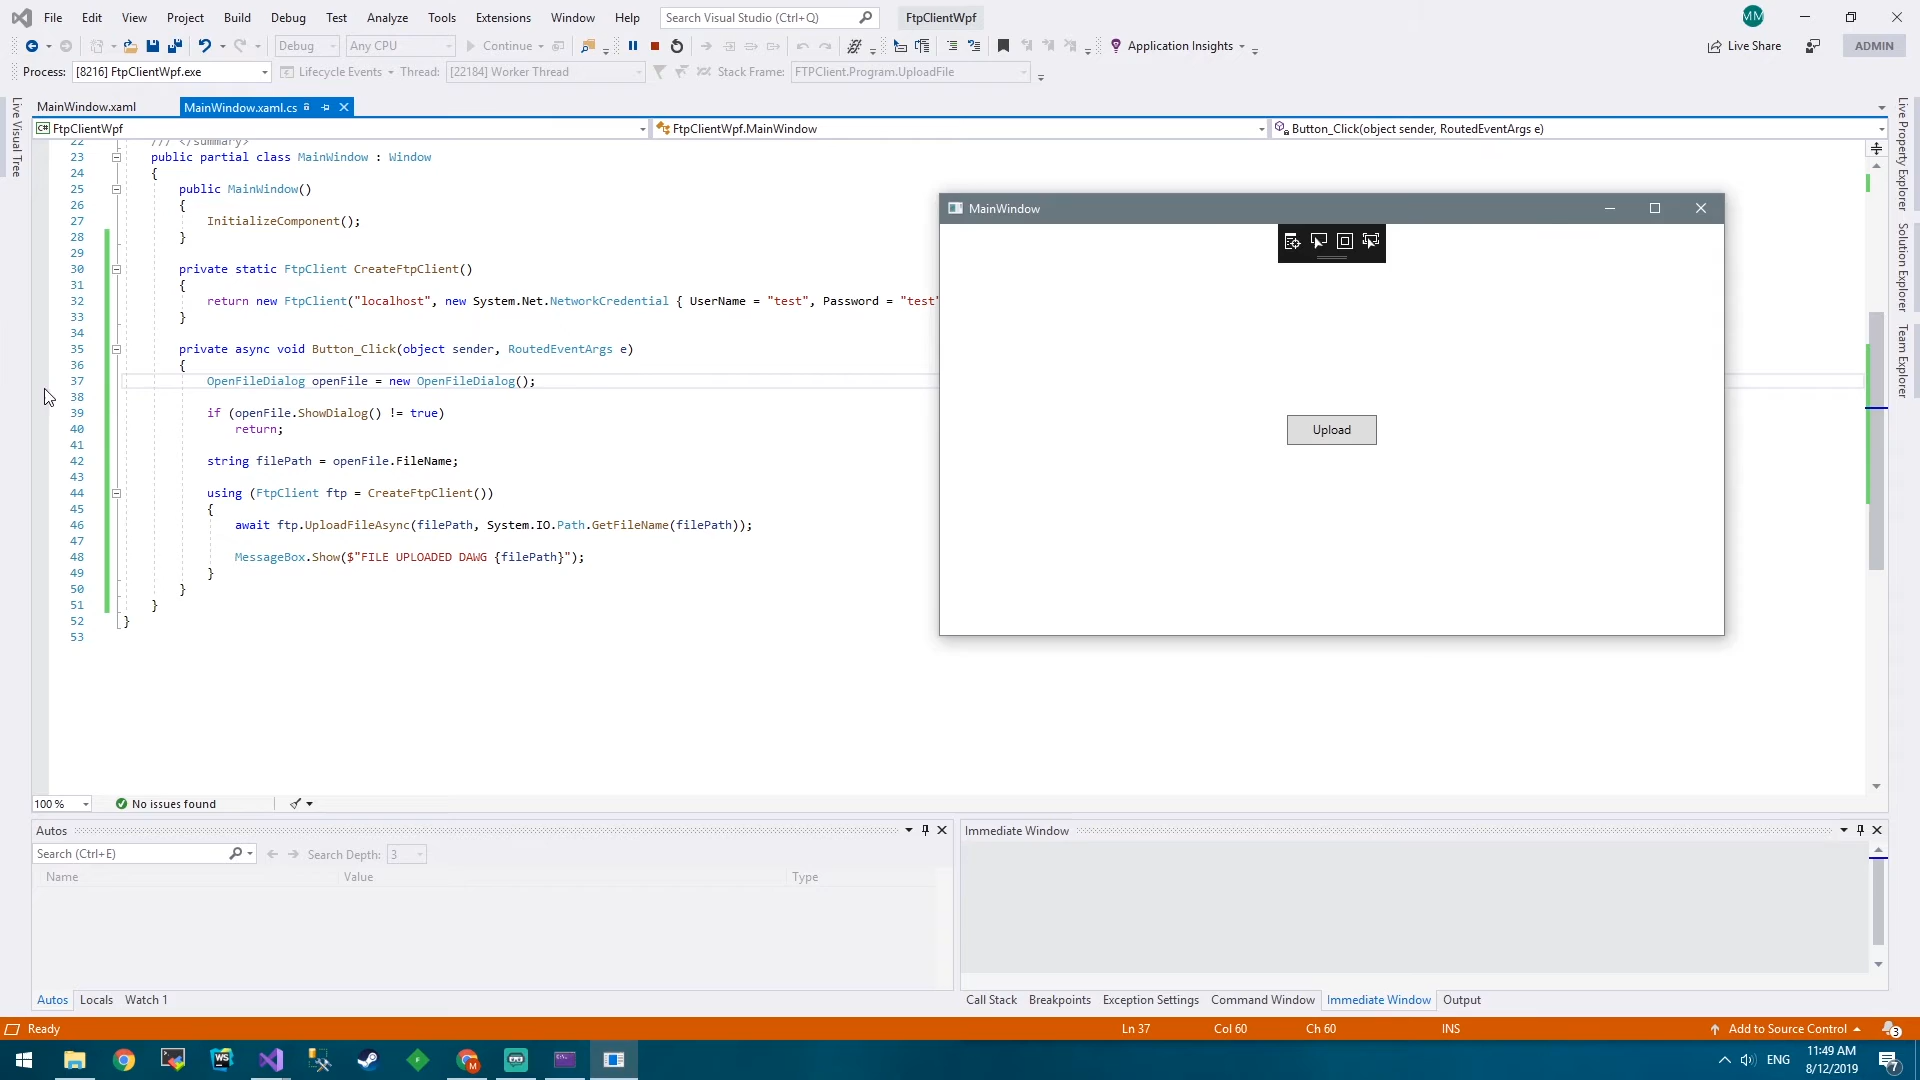 File Edit View Project Build Debug Test Analyze Tools Extensions Window Help Search Visual Studio (Ctrl+Q) FtpClientWpf MM
Debug Any CPU Continue Application Insights Live Share ADMIN
Process: [8216] FtpClientWpf.exe Lifecycle Events Thread: [22184] Worker Thread Stack Frame: FTPClient.Program.UploadFile
MainWindow.xaml MainWindow.xaml.cs
FtpClientWpf FtpClientWpf.MainWindow Button_Click(object sender, RoutedEventArgs e)
Live Visual Tree
Live Property Explorer
Solution Explorer
Team Explorer
22 /// </summary>
23 public partial class MainWindow : Window
24 {
25 public MainWindow()
26 {
27 InitializeComponent();
28 }
29
30 private static FtpClient CreateFtpClient()
31 {
32 return new FtpClient("localhost", new System.Net.NetworkCredential { UserName = "test", Password = "test"
33 }
34
35 private async void Button_Click(object sender, RoutedEventArgs e)
36 {
37 OpenFileDialog openFile = new OpenFileDialog();
38
39 if (openFile.ShowDialog() != true)
40 return;
41
42 string filePath = openFile.FileName;
43
44 using (FtpClient ftp = CreateFtpClient())
45 {
46 await ftp.UploadFileAsync(filePath, System.IO.Path.GetFileName(filePath));
47
48 MessageBox.Show($"FILE UPLOADED DAWG {filePath}");
49 }
50 }
51 }
52 }
53
MainWindow
Upload
100 % No issues found
Autos
Search (Ctrl+E) Search Depth: 3
Name Value Type
Autos Locals Watch 1
Immediate Window
Call Stack Breakpoints Exception Settings Command Window Immediate Window Output
Ready Ln 37 Col 60 Ch 60 INS Add to Source Control 3
WS M ENG 11:49 AM
8/12/2019 7